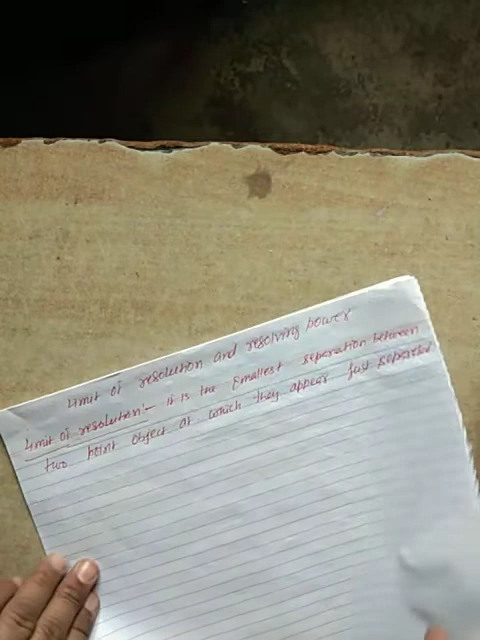 Limit of resolution and resolving power
Limit of resolution:- it is the smallest separation between
two point object at which they appear just seperated